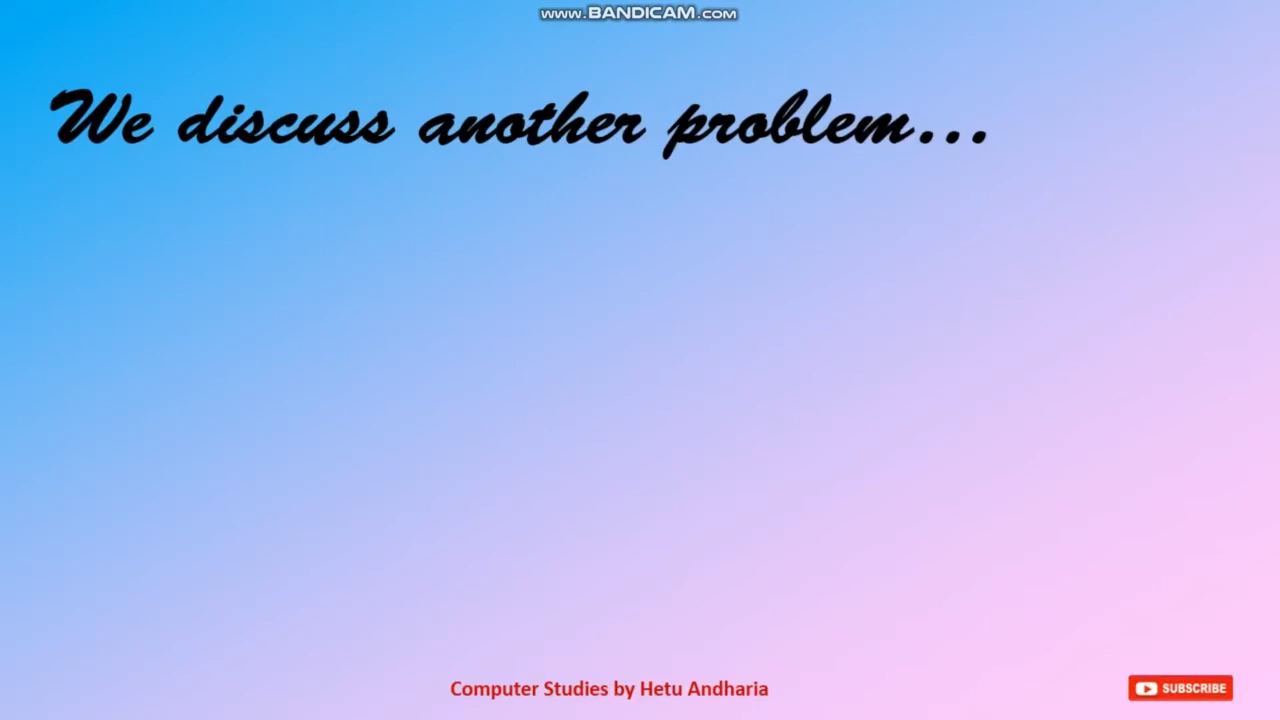 www.BANDICAM.com
We discuss another problem...
Computer Studies by Hetu Andharia
SUBSCRIBE